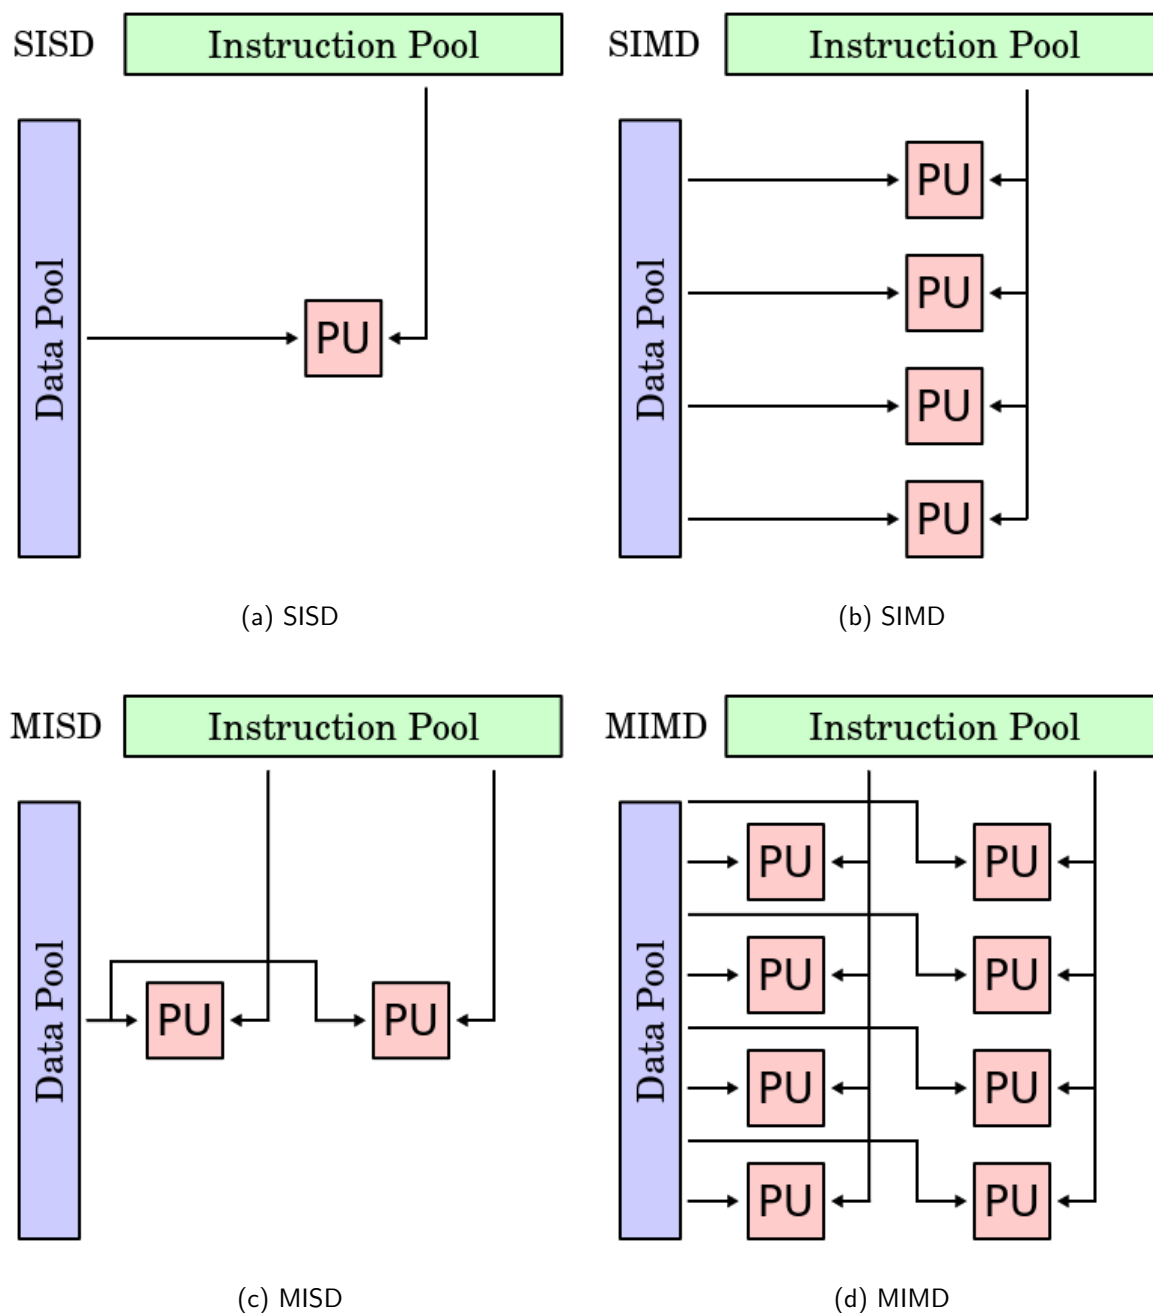 SISD
Instruction Pool
Data Pool
PU
(a) SISD
SIMD
Instruction Pool
Data Pool
PU
PU
PU
PU
(b) SIMD
MISD
Instruction Pool
Data Pool
PU
PU
(c) MISD
MIMD
Instruction Pool
Data Pool
PU
PU
PU
PU
PU
PU
PU
PU
(d) MIMD